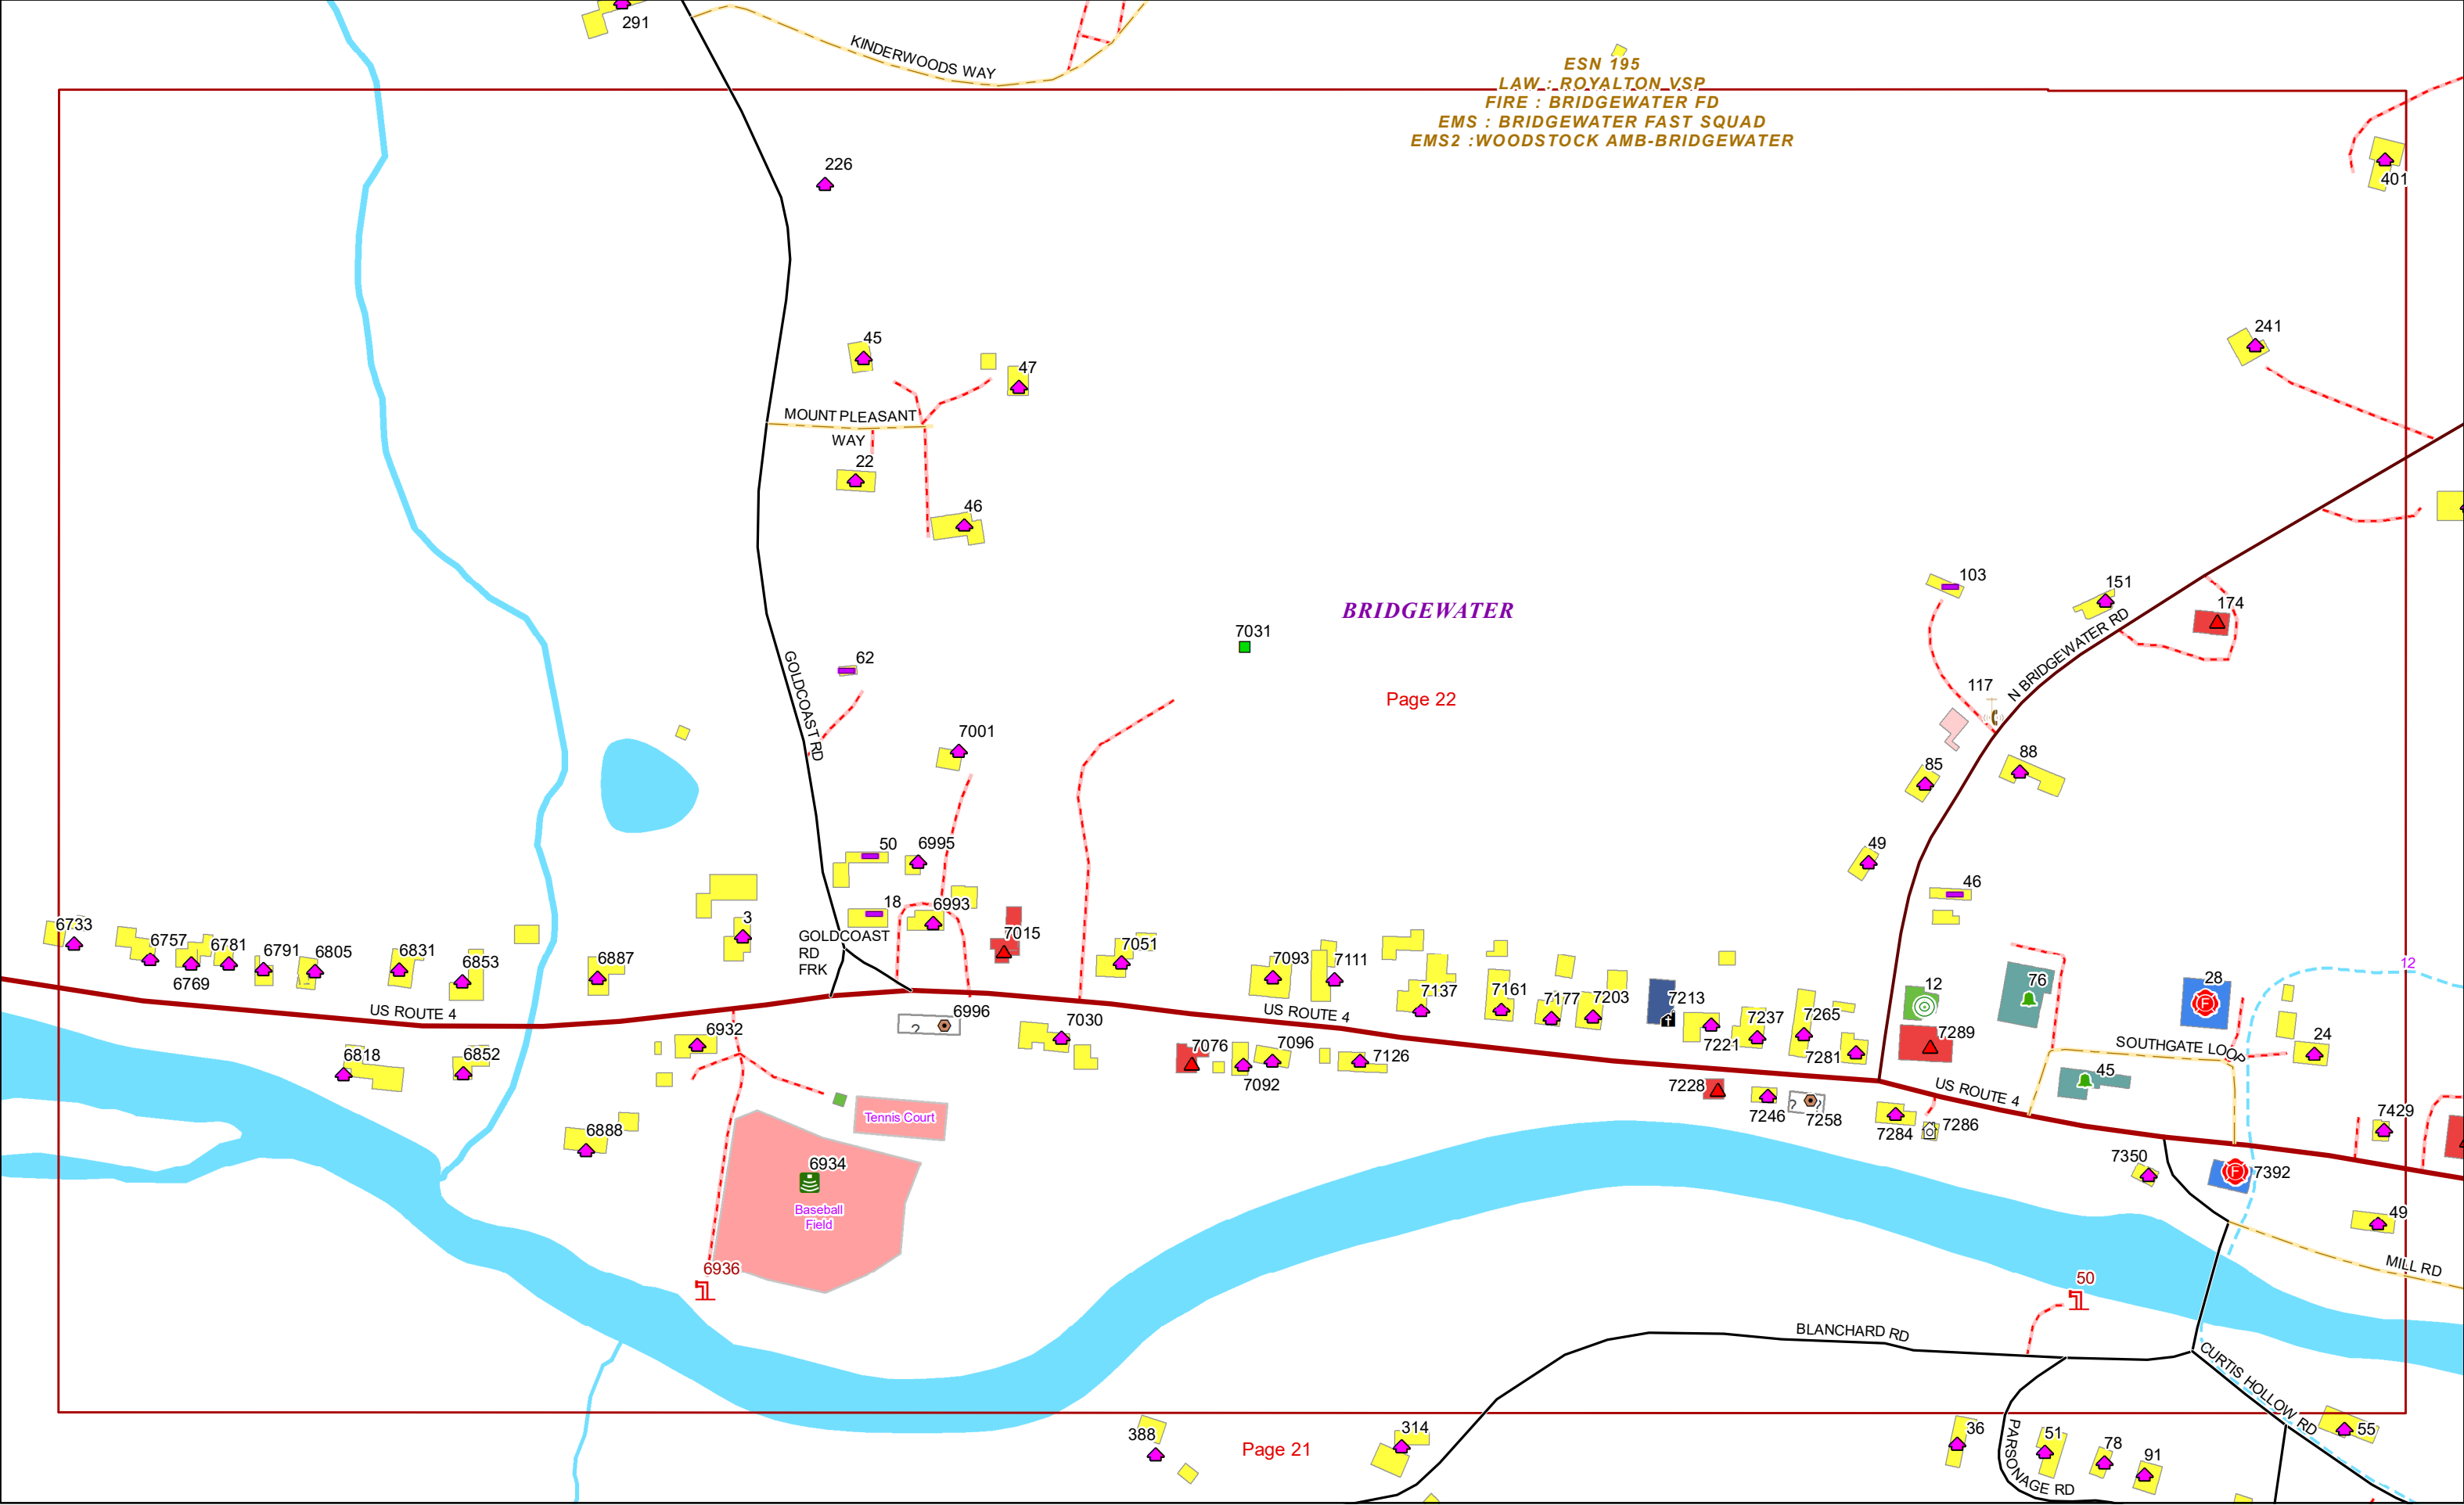 291
KINDERWOODS WAY
ESN 195
LAW : ROYALTON VSP
FIRE : BRIDGEWATER FD
EMS : BRIDGEWATER FAST SQUAD
EMS2 :WOODSTOCK AMB-BRIDGEWATER
226
401
45
47
241
MOUNT PLEASANT
WAY
22
46
103
151
174
BRIDGEWATER
7031
62
GOLDCOAST RD
Page 22
117
N BRIDGEWATER RD
7001
85
88
50
6995
49
46
18
6993
6733
6757
6769
6781
6791
6805
6831
6853
6887
3
GOLDCOAST
RD
FRK
7015
7051
7093
7111
7137
7161
7177
7203
7213
7221
7237
7265
7281
12
76
28
12
US ROUTE 4
6996
US ROUTE 4
7289
24
SOUTHGATE LOOP
6818
6852
6932
?
7030
7076
7092
7096
7126
7228
7246
? ?
7258
7284
7286
US ROUTE 4
45
7429
6888
Tennis Court
6934
Baseball
Field
7350
F
F
7392
49
6936
1
MILL RD
50
1
BLANCHARD RD
CURTIS HOLLOW RD
388
Page 21
314
36
PARSONAGE RD
51
78
91
55